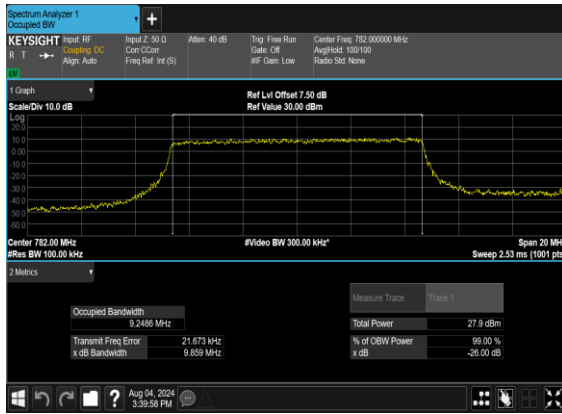 Spectrum Analyzer 1
Occupied BW
KEYSIGHT
R T
LXI
Input: RF
Coupling: DC
Align: Auto
Input Z: 50 Ω
Corr CCorr
Freq Ref: Int (S)
Atten: 40 dB
Trig: Free Run
Gate: Off
#IF Gain: Low
Center Freq: 782.000000 MHz
Avg|Hold: 100/100
Radio Std: None
1 Graph
Scale/Div 10.0 dB
Ref Lvl Offset 7.50 dB
Ref Value 30.00 dBm
Log
20.0
10.0
0.00
-10.0
-20.0
-30.0
-40.0
-50.0
-60.0
Center 782.00 MHz
#Res BW 100.00 kHz
#Video BW 300.00 kHz*
Span 20 MH
Sweep 2.53 ms (1001 pts
2 Metrics
Measure Trace Trace 1
Occupied Bandwidth
9.2486 MHz
Total Power 27.9 dBm
Transmit Freq Error 21.673 kHz
% of OBW Power 99.00 %
x dB Bandwidth 9.859 MHz
x dB -26.00 dB
?
Aug 04, 2024
3:39:58 PM